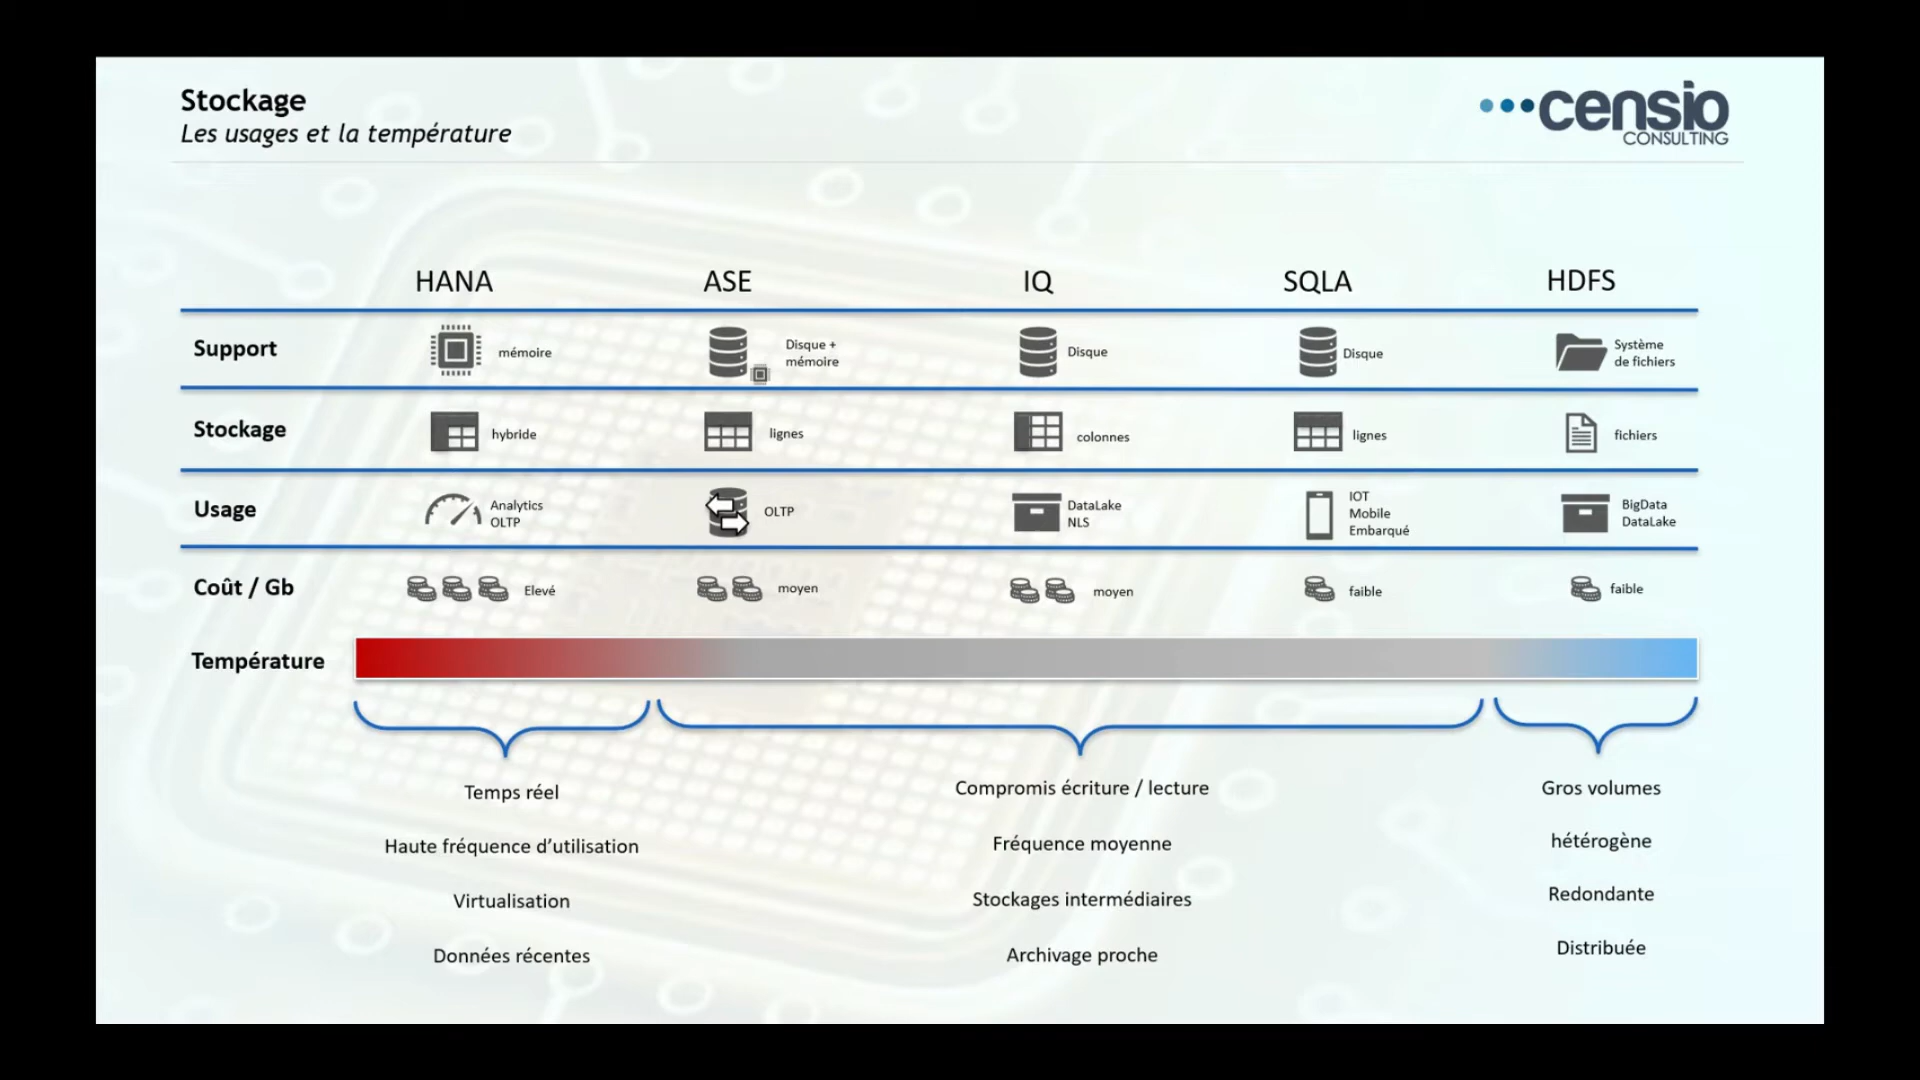 Stockage
Les usages et la température
censio
CONSULTING
HANA ASE IQ SQLA HDFS
Support
mémoire
Disque +
mémoire
Disque
Disque
Système
de fichiers
Stockage
hybride
lignes
colonnes
lignes
fichiers
Usage
Analytics
OLTP
OLTP
DataLake
NLS
IOT
Mobile
Embarqué
BigData
DataLake
Coût / Gb
Elevé
moyen
moyen
faible
faible
Température
Temps réel
Haute fréquence d’utilisation
Virtualisation
Données récentes
Compromis écriture / lecture
Fréquence moyenne
Stockages intermédiaires
Archivage proche
Gros volumes
hétérogène
Redondante
Distribuée